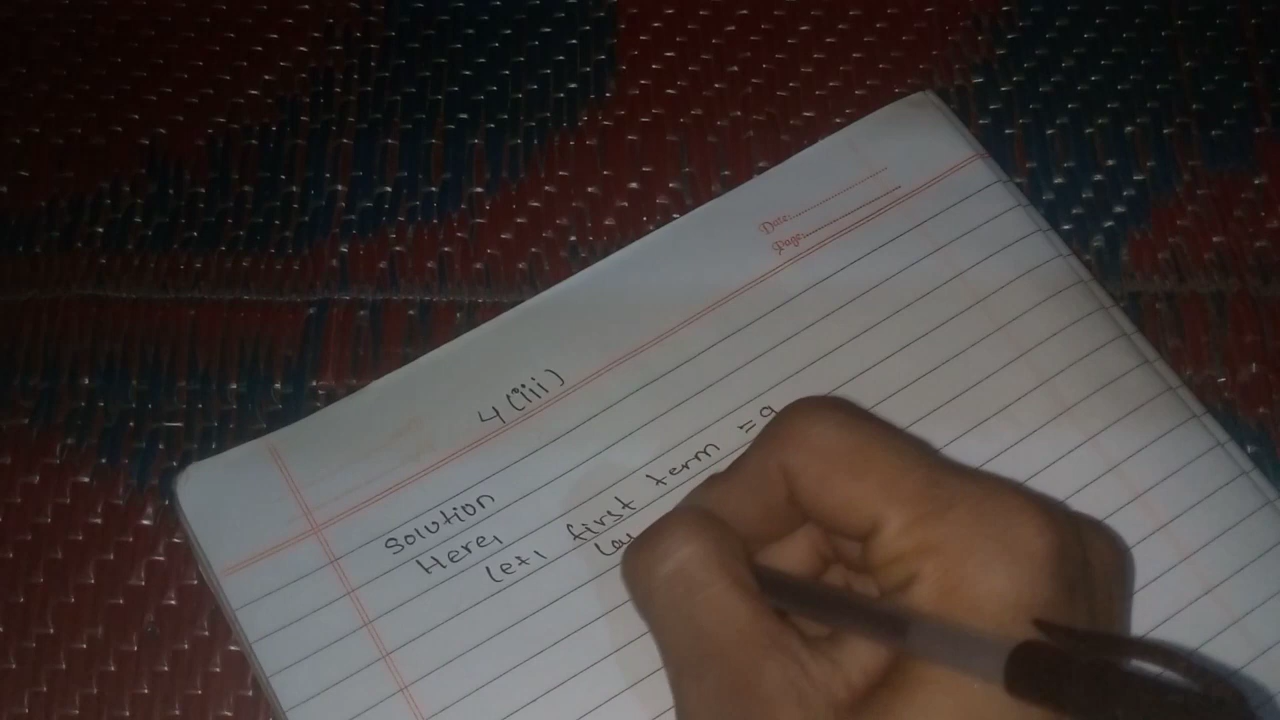 Date:
Page:
4 (iii)
Solution
Here,
Let, first term = a